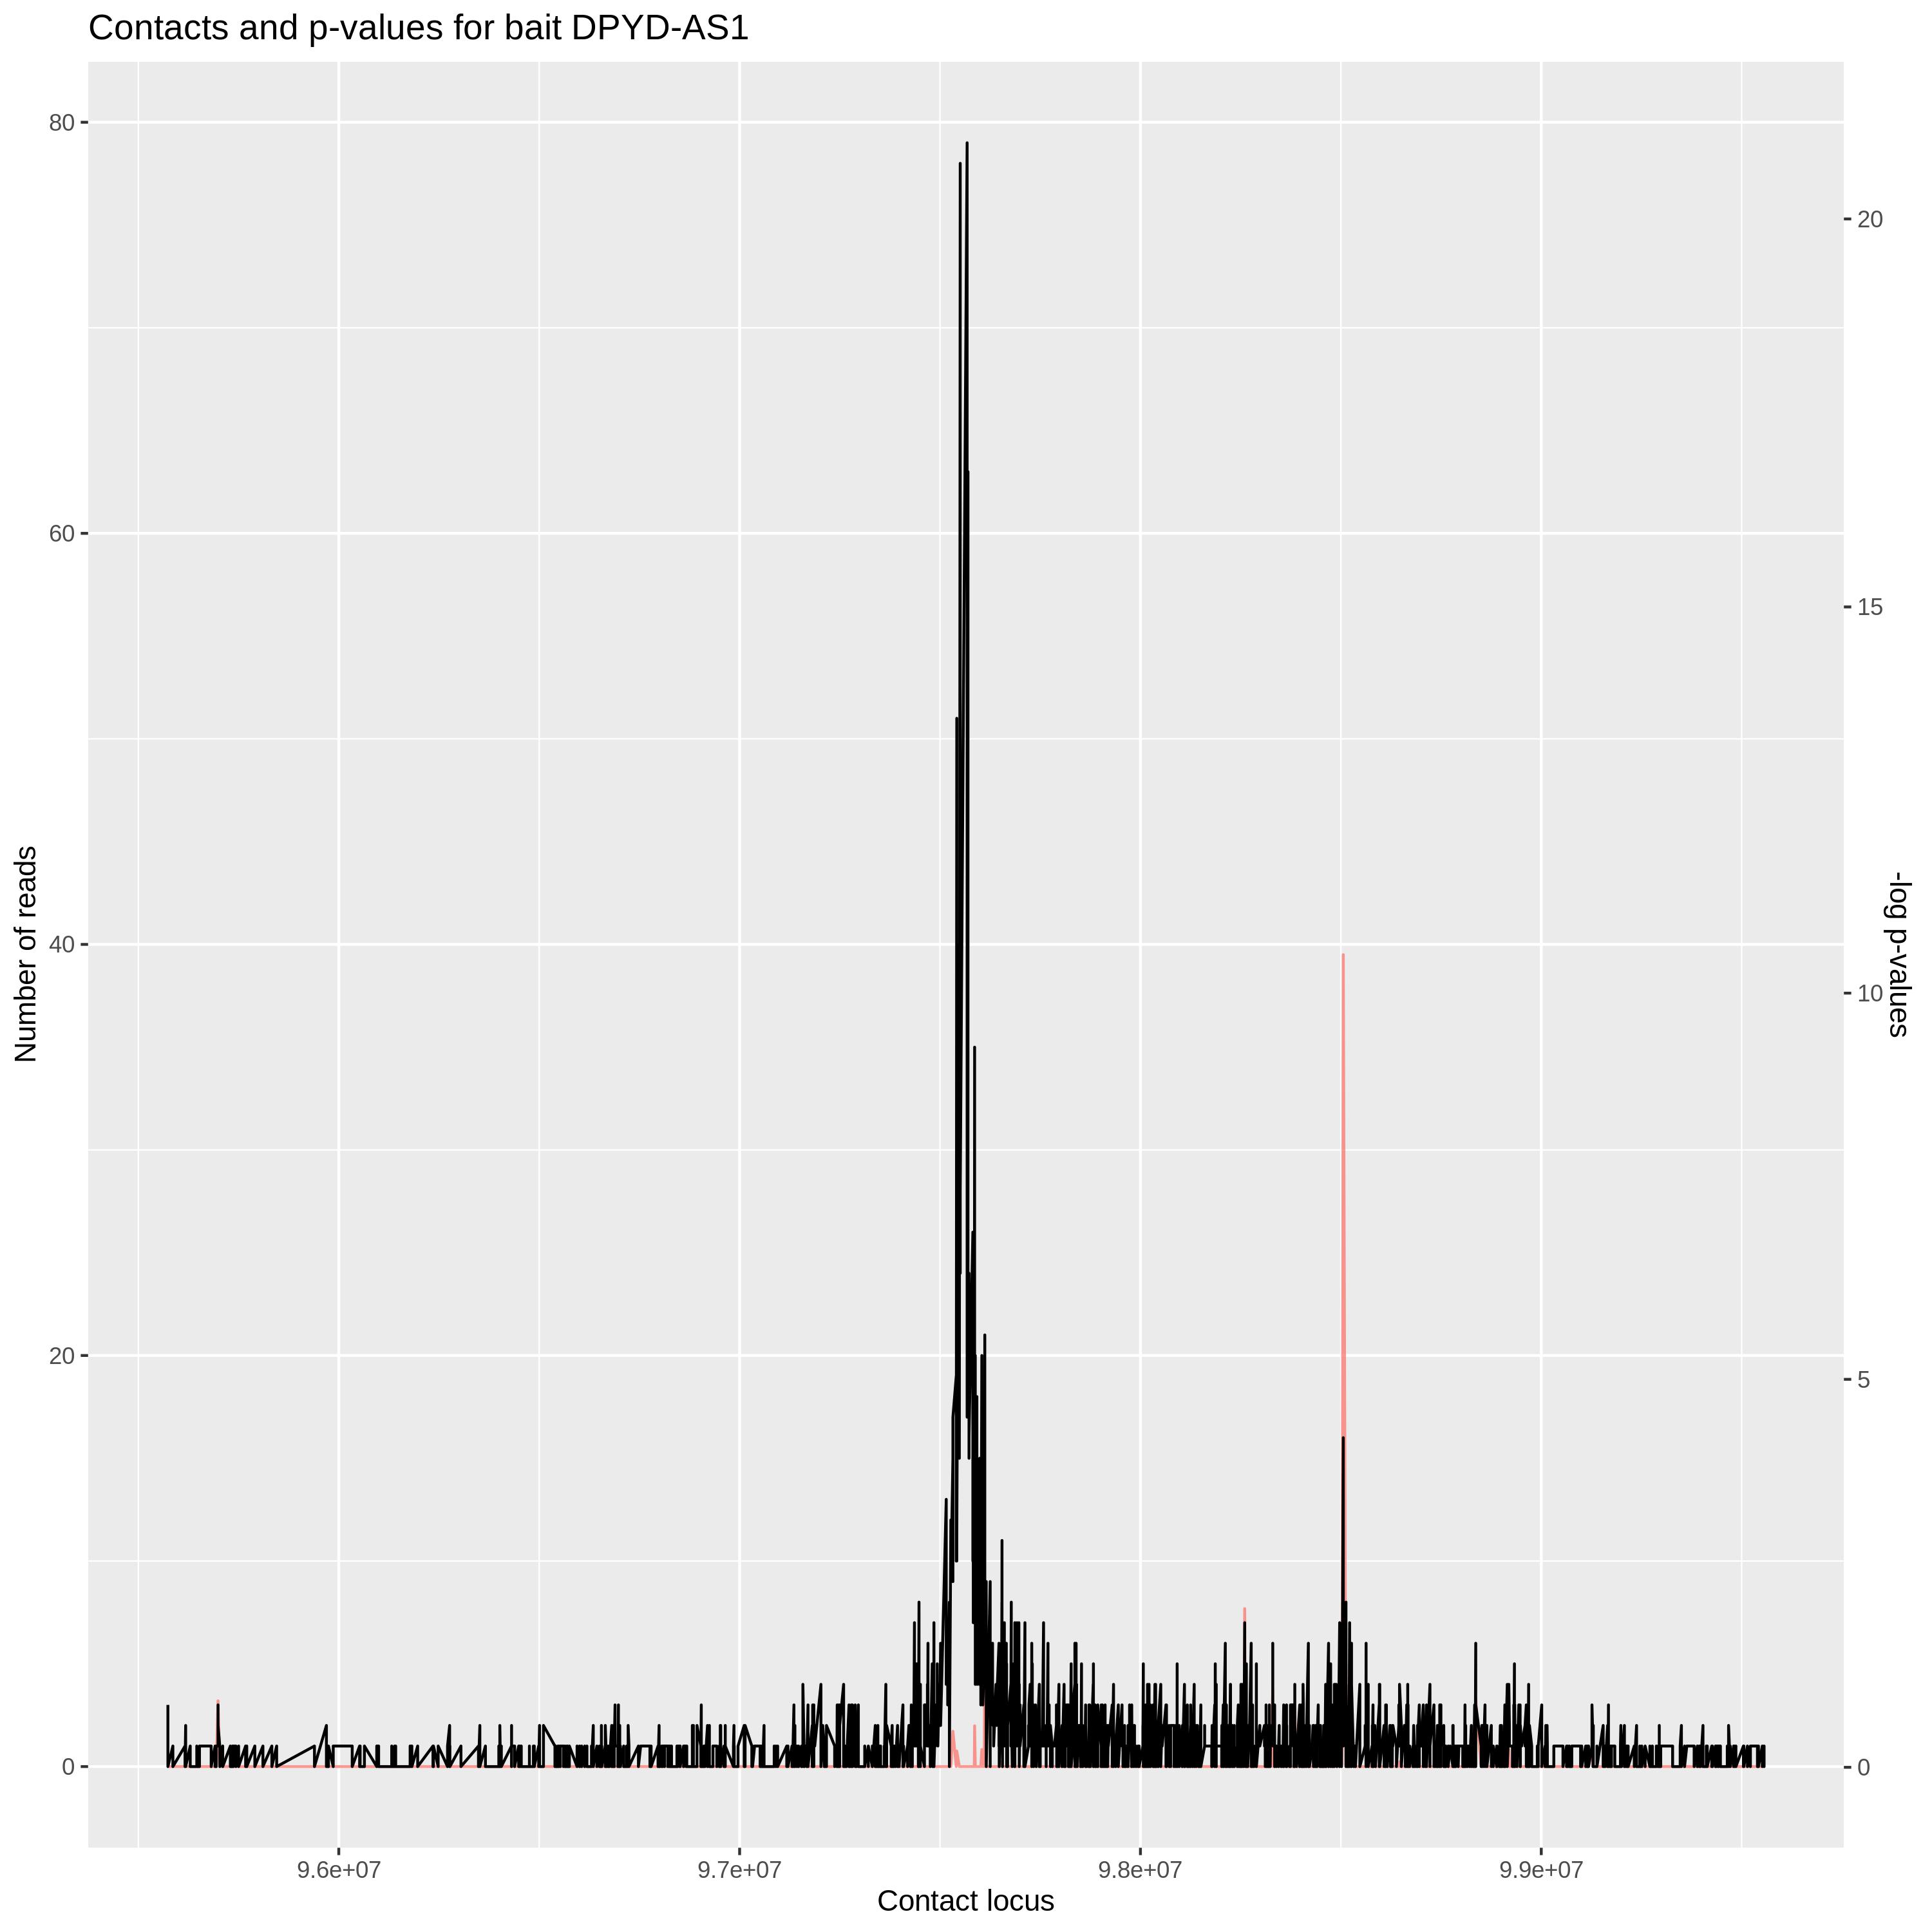 Contacts and p-values for bait DPYD-AS1
80
60
40
20
0
Number of reads
20
15
10
5
0
-log p-values
9.6e+07
9.7e+07
9.8e+07
9.9e+07
Contact locus